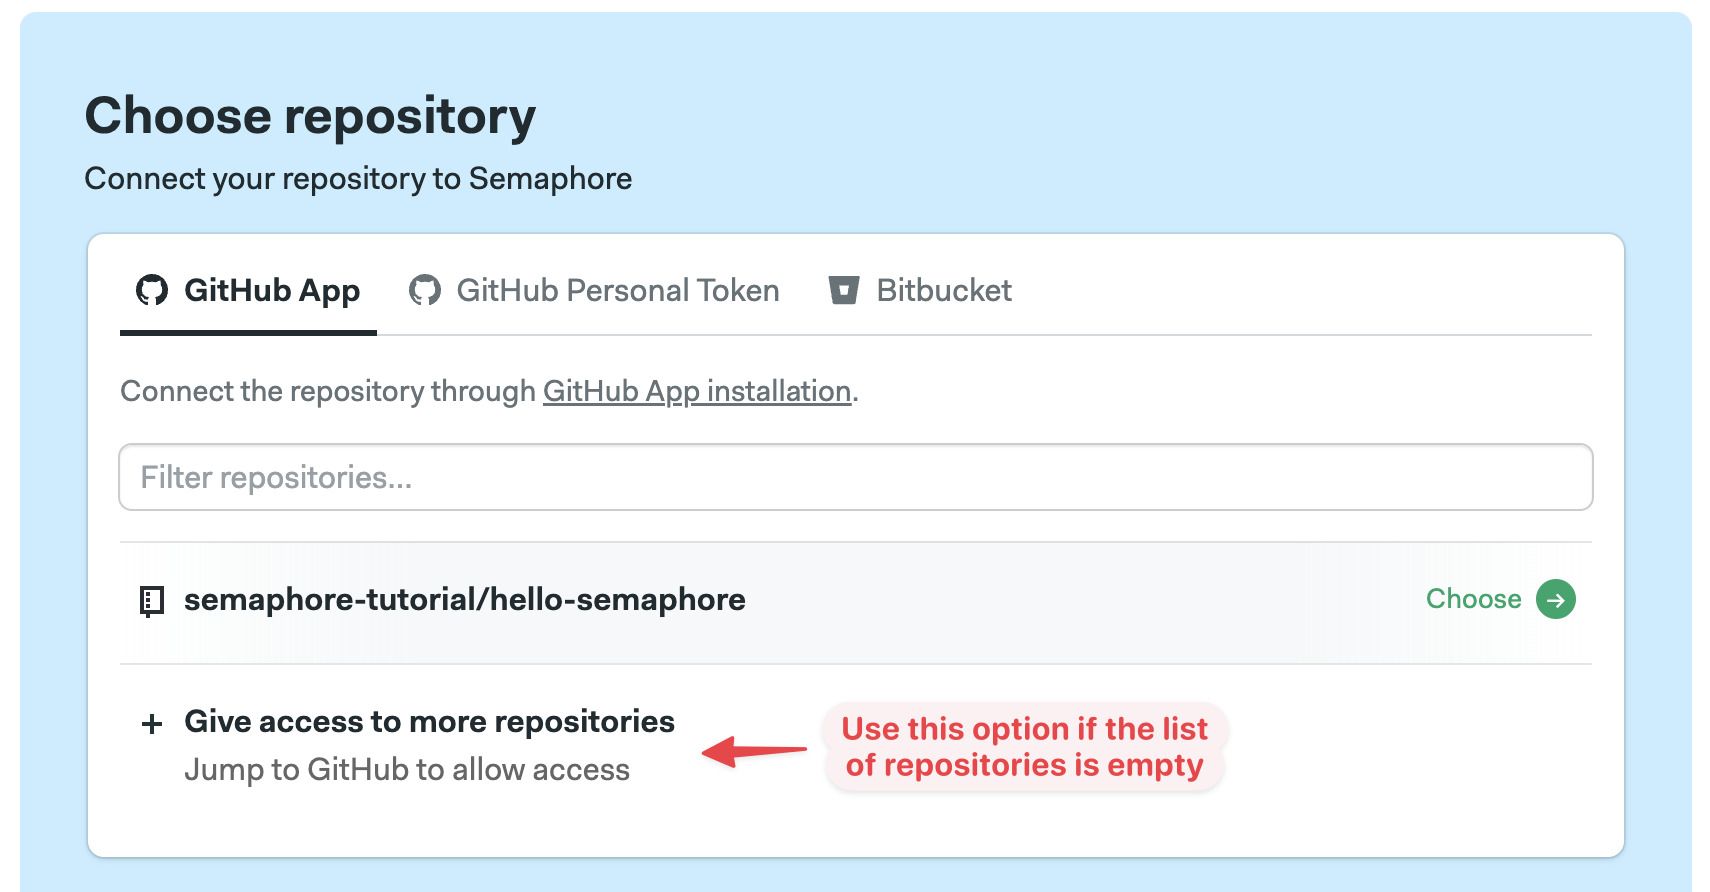 Choose repository
Connect your repository to Semaphore
GitHub App GitHub Personal Token Bitbucket
Connect the repository through GitHub App installation.
Filter repositories...
semaphore-tutorial/hello-semaphore Choose
Give access to more repositories
Jump to GitHub to allow access
Use this option if the list
of repositories is empty